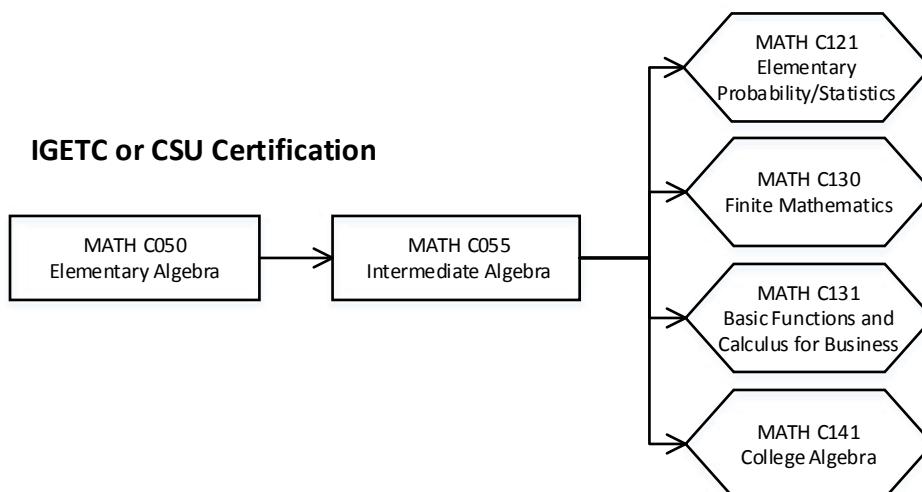 IGETC or CSU Certification
MATH C050
Elementary Algebra
MATH C055
Intermediate Algebra
MATH C121
Elementary
Probability/Statistics
MATH C130
Finite Mathematics
MATH C131
Basic Functions and
Calculus for Business
MATH C141
College Algebra